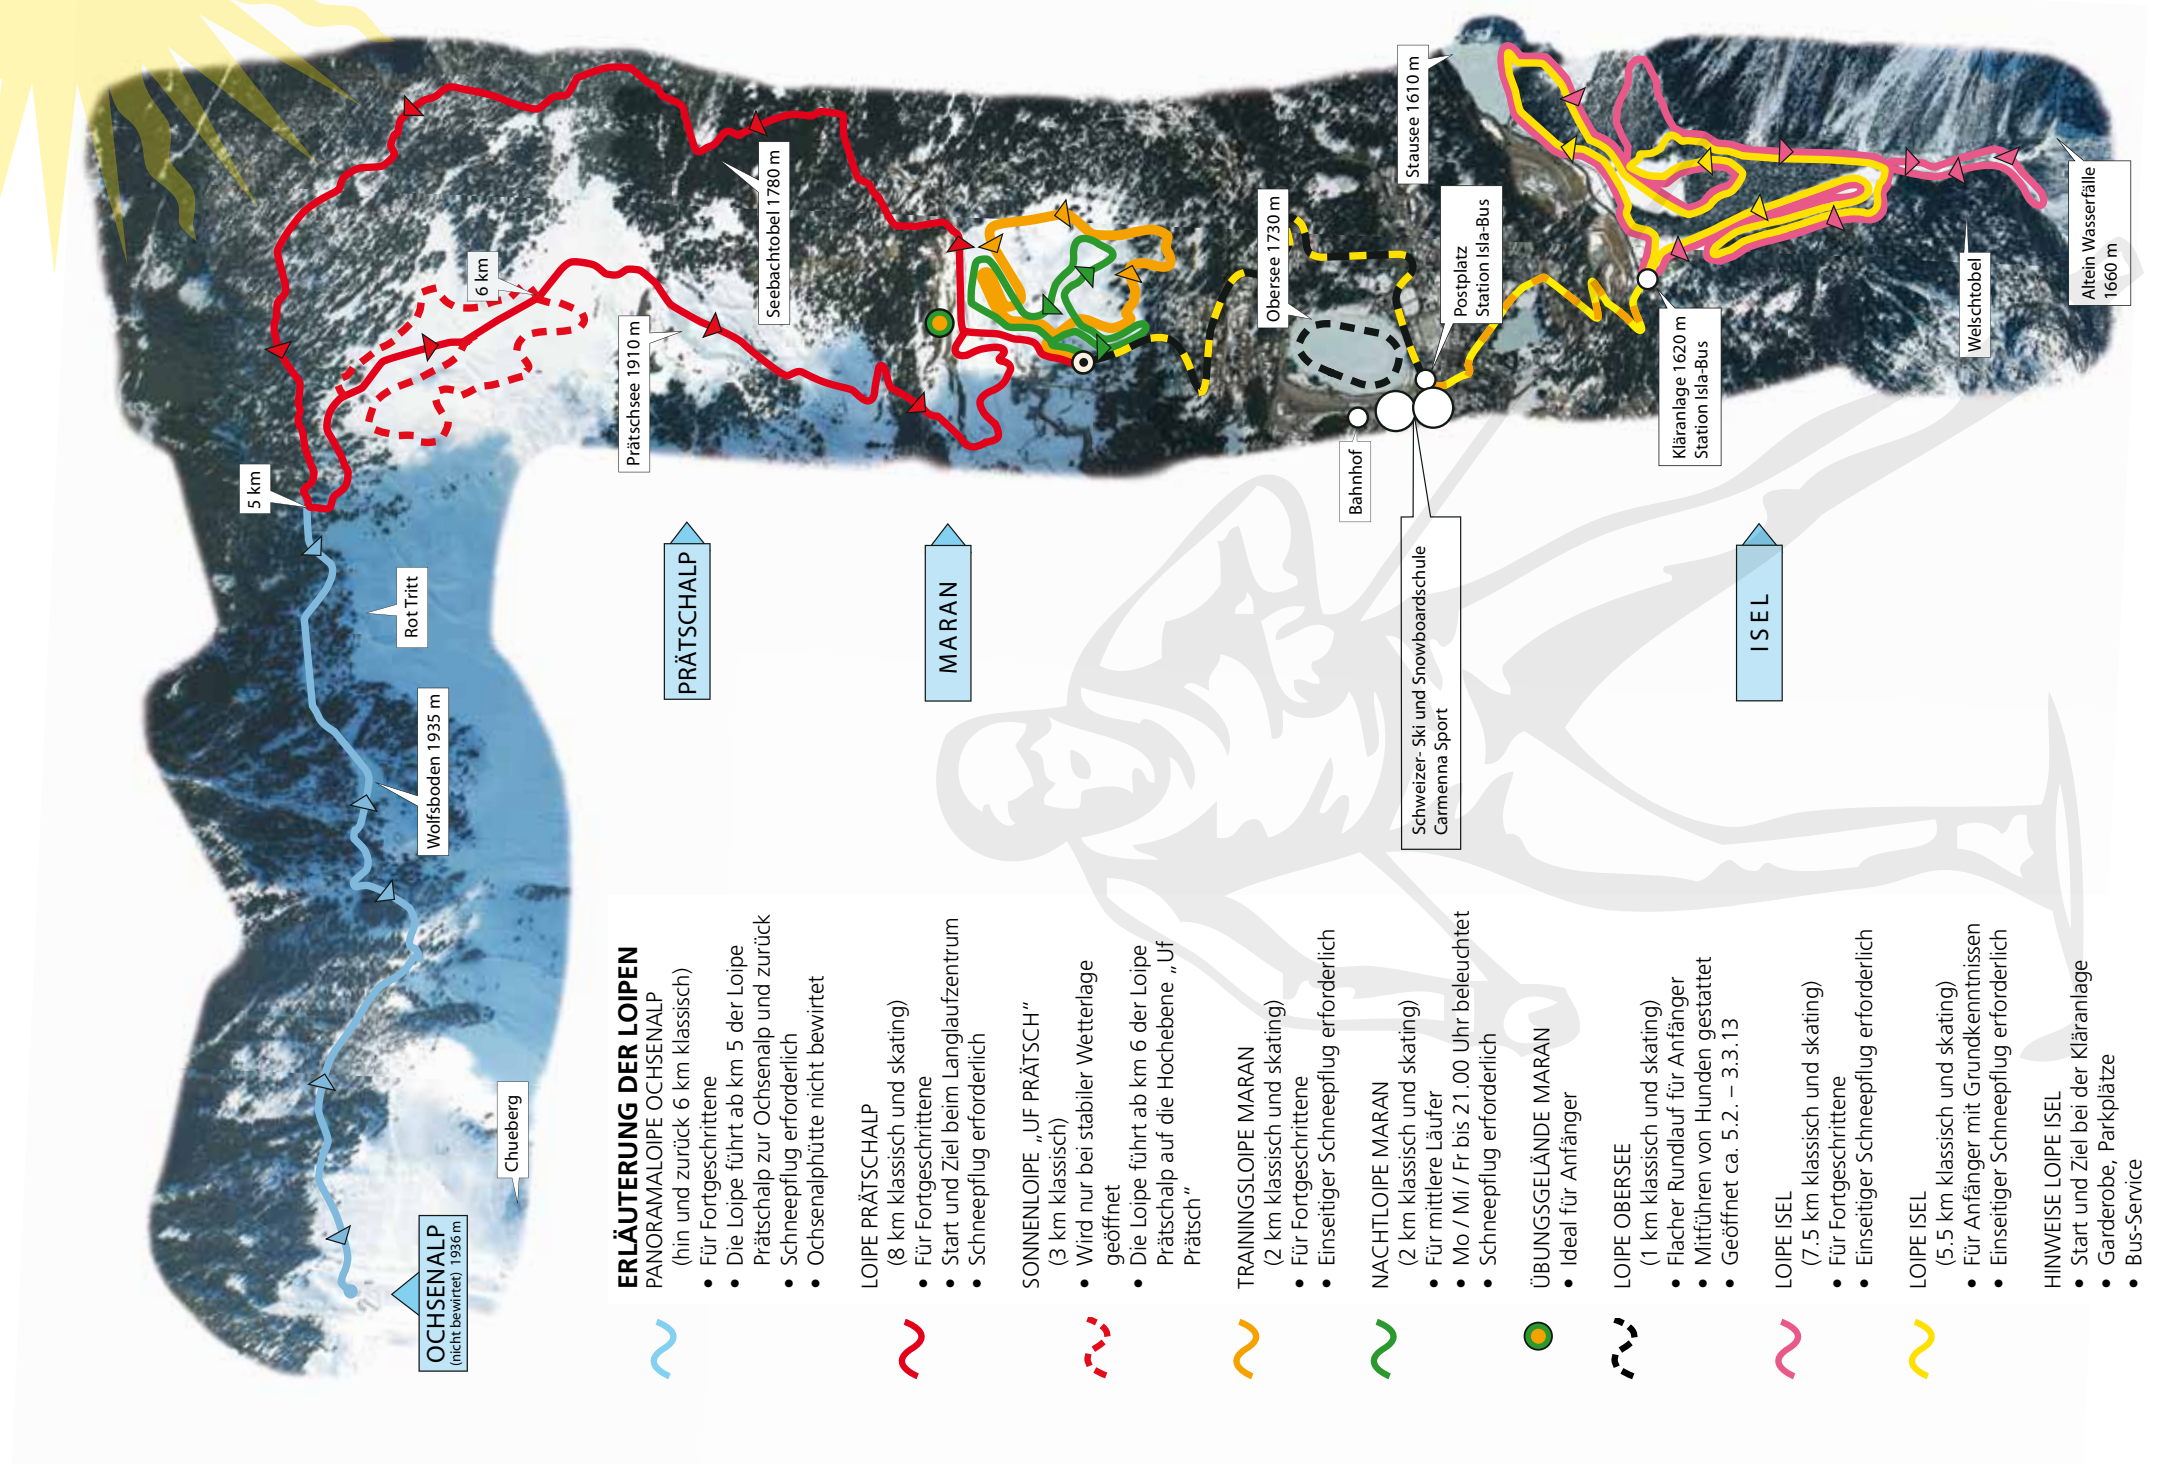 5 km
6 km
Seebachtobel 1780 m
Prätschsee 1910 m
Rot Tritt
Wolfsboden 1935 m
Chueberg
OCHSENALP
(nicht bewirtet) 1936 m
PRÄTSCHALP
MARAN
ISEL
Obersee 1730 m
Stausee 1610 m
Postplatz
Station Isla-Bus
Bahnhof
Schweizer- Ski und Snowboardschule
Carmenna Sport
Kläranlage 1620 m
Station Isla-Bus
Welschtobel
Altein Wasserfälle
1660 m
ERLÄUTERUNG DER LOIPEN
PANORAMALOIPE OCHSENALP
(hin und zurück 6 km klassisch)
• Für Fortgeschrittene
• Die Loipe führt ab km 5 der Loipe
Prätschalp zur Ochsenalp und zurück
• Schneepflug erforderlich
• Ochsenalphütte nicht bewirtet
LOIPE PRÄTSCHALP
(8 km klassisch und skating)
• Für Fortgeschrittene
• Start und Ziel beim Langlaufzentrum
• Schneepflug erforderlich
SONNENLOIPE „UF PRÄTSCH“
(3 km klassisch)
• Wird nur bei stabiler Wetterlage
geöffnet
• Die Loipe führt ab km 6 der Loipe
Prätschalp auf die Hochebene „Uf
Prätsch“
TRAININGSLOIPE MARAN
(2 km klassisch und skating)
• Für Fortgeschrittene
• Einseitiger Schneepflug erforderlich
NACHTLOIPE MARAN
(2 km klassisch und skating)
• Für mittlere Läufer
• Mo / Mi / Fr bis 21.00 Uhr beleuchtet
• Schneepflug erforderlich
ÜBUNGSGELÄNDE MARAN
• Ideal für Anfänger
LOIPE OBERSEE
(1 km klassisch und skating)
• Flacher Rundlauf für Anfänger
• Mitführen von Hunden gestattet
• Geöffnet ca. 5.2. – 3.3.13
LOIPE ISEL
(7.5 km klassisch und skating)
• Für Fortgeschrittene
• Einseitiger Schneepflug erforderlich
LOIPE ISEL
(5.5 km klassisch und skating)
• Für Anfänger mit Grundkenntnissen
• Einseitiger Schneepflug erforderlich
HINWEISE LOIPE ISEL
• Start und Ziel bei der Kläranlage
• Garderobe, Parkplätze
• Bus-Service